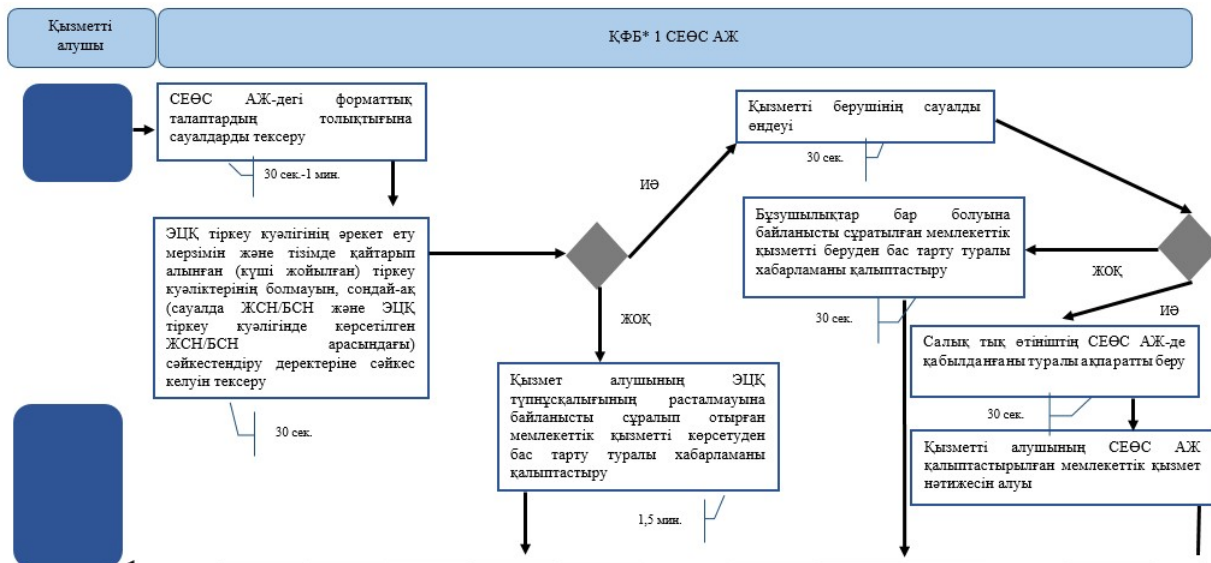 Қызметті
алушы
ҚФБ* 1 СЕӨС АЖ
СЕӨС АЖ-дегі форматтық
талаптардың толықтығына
сауалдарды тексеру
30 сек.-1 мин.
ЭЦҚ тіркеу куәлігінің әрекет ету
мерзімін және тізімде қайтарып
алынған (күші жойылған) тіркеу
куәліктерінің болмауын, сондай-ақ
(сауалда ЖСН/БСН және ЭЦҚ
тіркеу куәлігінде көрсетілген
ЖСН/БСН арасындағы)
сәйкестендіру деректеріне сәйкес
келуін тексеру
30 сек.
ИӘ
ЖОҚ
Қызмет алушының ЭЦҚ
түпнұсқалығының расталмауына
байланысты сұралып отырған
мемлекеттік қызметті көрсетуден
бас тарту туралы хабарламаны
қалыптастыру
1,5 мин.
Қызметті берушінің сауалды
өңдеуі
30 сек.
Бұзушылықтар бар болуына
байланысты сұратылған мемлекеттік
қызметті беруден бас тарту туралы
хабарламаны қалыптастыру
30 сек.
ЖОҚ
ИӘ
Салық тық өтініштің СЕӨС АЖ-де
қабылданғаны туралы ақпаратты беру
30 сек.
Қызметті алушының СЕӨС АЖ
қалыптастырылған мемлекеттік қызмет
нәтижесін алуы